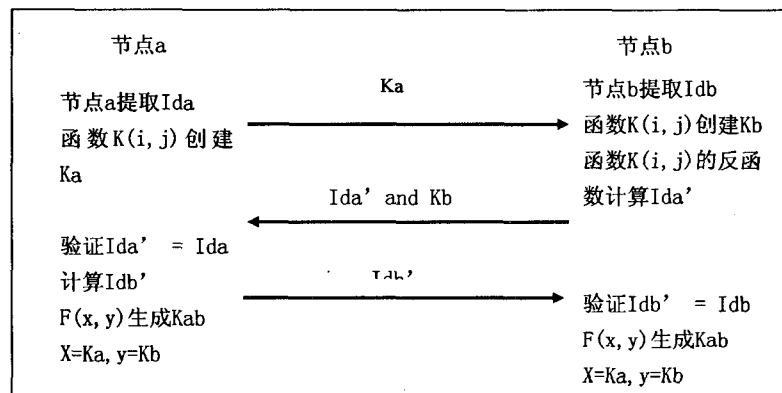 节点a
节点b
Ka
节点a提取Ida
函数K(i,j)创建
Ka
节点b提取Idb
函数K(i,j)创建Kb
函数K(i,j)的反函
数计算Ida’
Ida’ and Kb
验证Ida’ = Ida
计算Idb’
F(x,y)生成Kab
X=Ka,y=Kb
Idb’
验证Idb’ = Idb
F(x,y)生成Kab
X=Ka,y=Kb